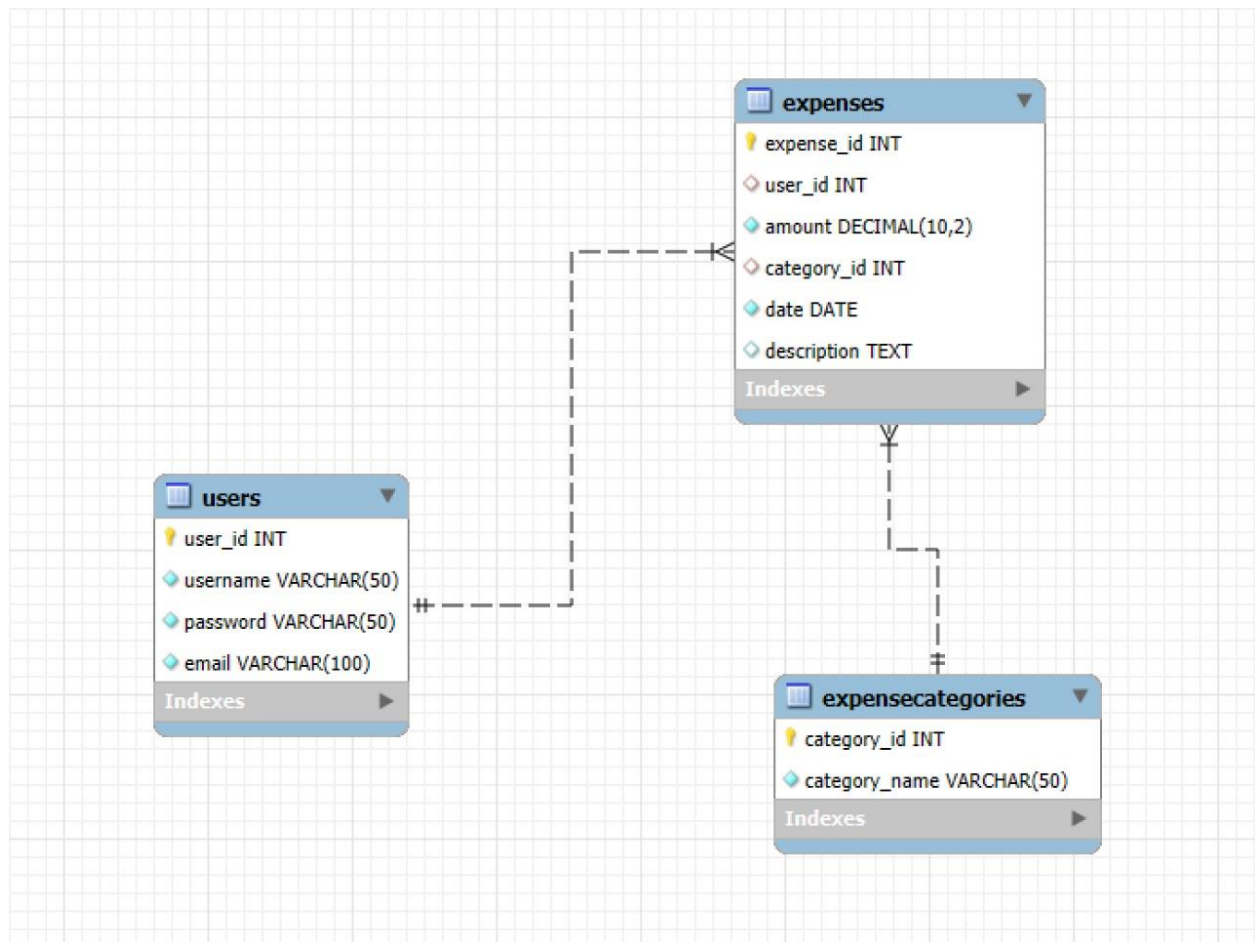 expenses
expense_id INT
user_id INT
amount DECIMAL(10,2)
category_id INT
date DATE
description TEXT
Indexes
users
user_id INT
username VARCHAR(50)
password VARCHAR(50)
email VARCHAR(100)
Indexes
expensecategories
category_id INT
category_name VARCHAR(50)
Indexes